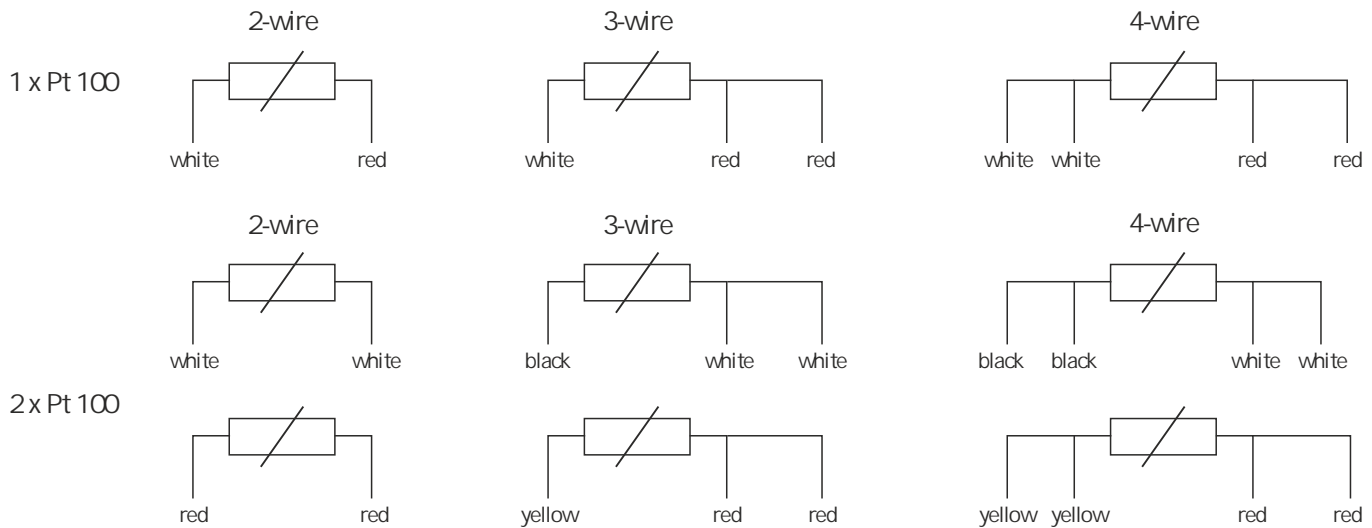 2-wire 3-wire 4-wire
1 x Pt 100
white red white red red white white red red
2-wire 3-wire 4-wire
white white black white white black black white white
2 x Pt 100
red red yellow red red yellow yellow red red